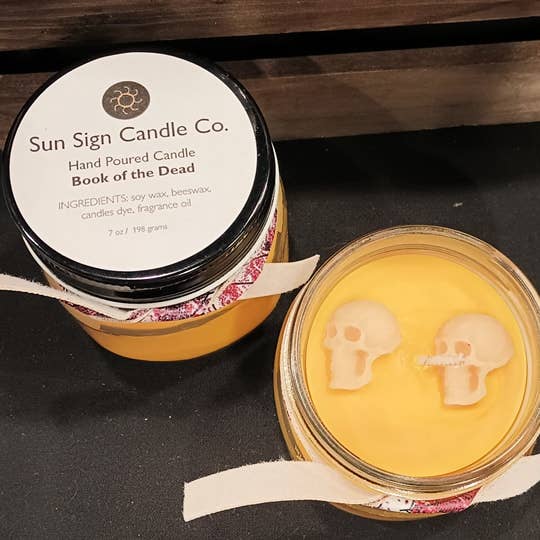 Sun Sign Candle Co.
Hand Poured Candle
Book of the Dead
INGREDIENTS: soy wax, beeswax,
candles dye, fragrance oil
7 oz / 198 grams